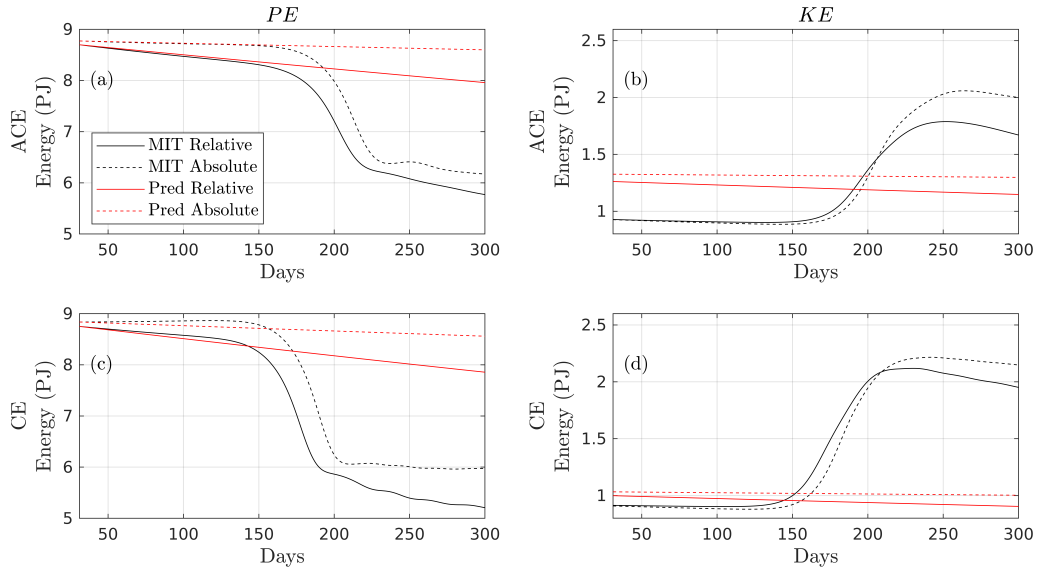 PE
KE
ACE
Energy (PJ)
9
8
7
6
5
(a)
MIT Relative
MIT Absolute
Pred Relative
Pred Absolute
50 100 150 200 250 300
Days
ACE
Energy (PJ)
2.5
2
1.5
1
(b)
50 100 150 200 250 300
Days
CE
Energy (PJ)
9
8
7
6
5
(c)
50 100 150 200 250 300
Days
CE
Energy (PJ)
2.5
2
1.5
1
(d)
50 100 150 200 250 300
Days